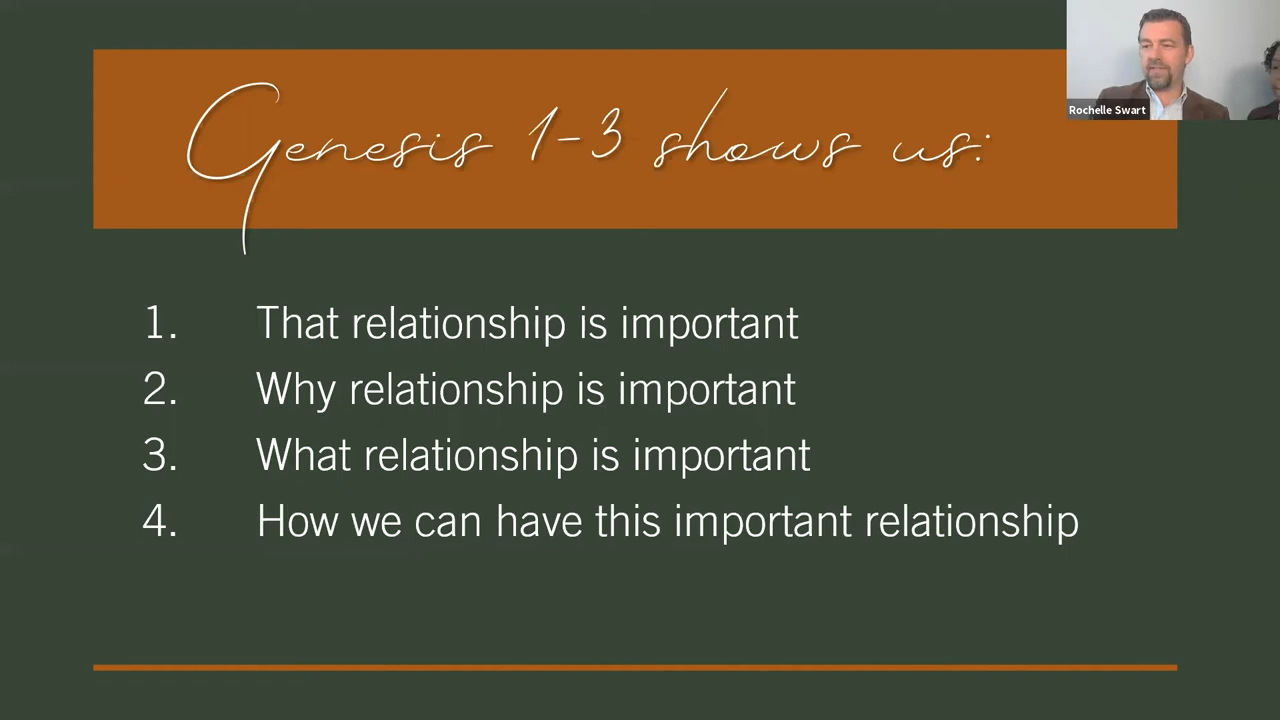 Genesis 1-3 shows us:
Rochelle Swart
1. That relationship is important
2. Why relationship is important
3. What relationship is important
4. How we can have this important relationship